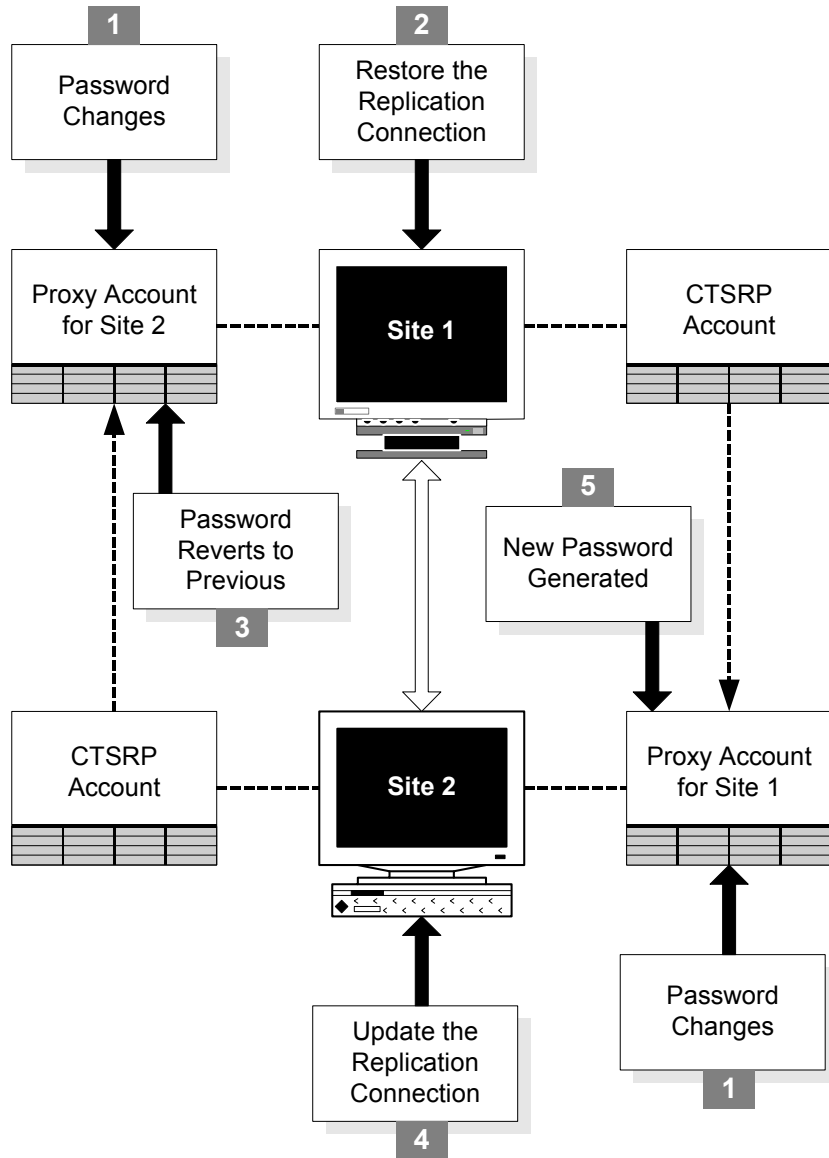 1
Password
Changes
2
Restore the
Replication
Connection
Proxy Account
for Site 2
Site 1
CTSRP
Account
Password
Reverts to
Previous
3
5
New Password
Generated
CTSRP
Account
Site 2
Proxy Account
for Site 1
Update the
Replication
Connection
4
Password
Changes
1